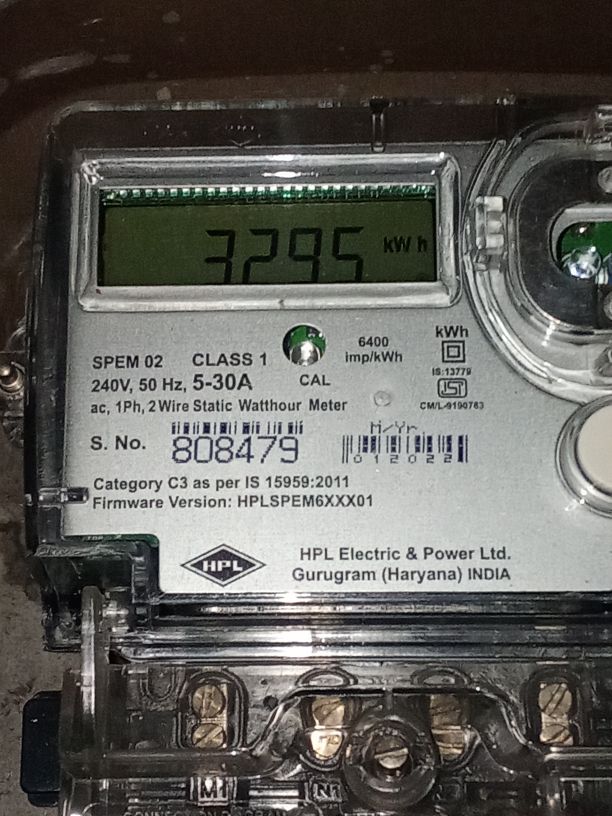 3295 kWh
SPEM 02 CLASS 1
240V, 50 Hz, 5-30A
ac, 1Ph, 2 Wire Static Watthour Meter
CAL
6400
imp/kWh
kWh
IS:13779
ISI
CM/L-9190763
S. No. 808479
M/Yr.
012022
Category C3 as per IS 15959:2011
Firmware Version: HPLSPEM6XXX01
HPL
HPL Electric & Power Ltd.
Gurugram (Haryana) INDIA
M1